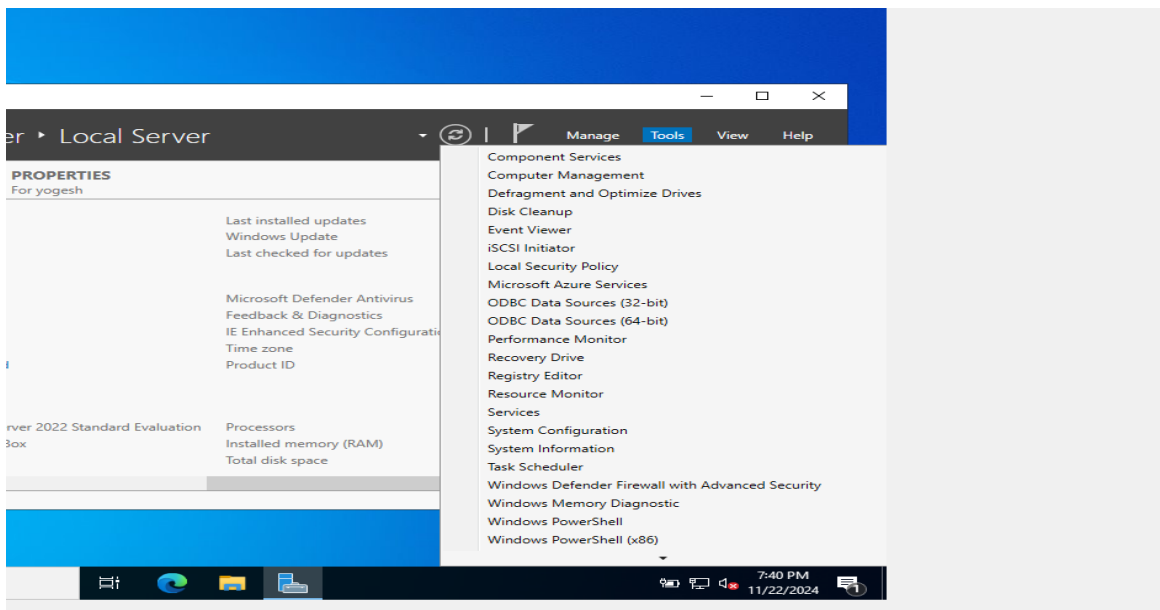 er ▸ Local Server
Manage Tools View Help
PROPERTIES
For yogesh
Last installed updates
Windows Update
Last checked for updates
Microsoft Defender Antivirus
Feedback & Diagnostics
IE Enhanced Security Configurati
Time zone
Product ID
rver 2022 Standard Evaluation
Box
Processors
Installed memory (RAM)
Total disk space
Component Services
Computer Management
Defragment and Optimize Drives
Disk Cleanup
Event Viewer
iSCSI Initiator
Local Security Policy
Microsoft Azure Services
ODBC Data Sources (32-bit)
ODBC Data Sources (64-bit)
Performance Monitor
Recovery Drive
Registry Editor
Resource Monitor
Services
System Configuration
System Information
Task Scheduler
Windows Defender Firewall with Advanced Security
Windows Memory Diagnostic
Windows PowerShell
Windows PowerShell (x86)
7:40 PM
11/22/2024
1